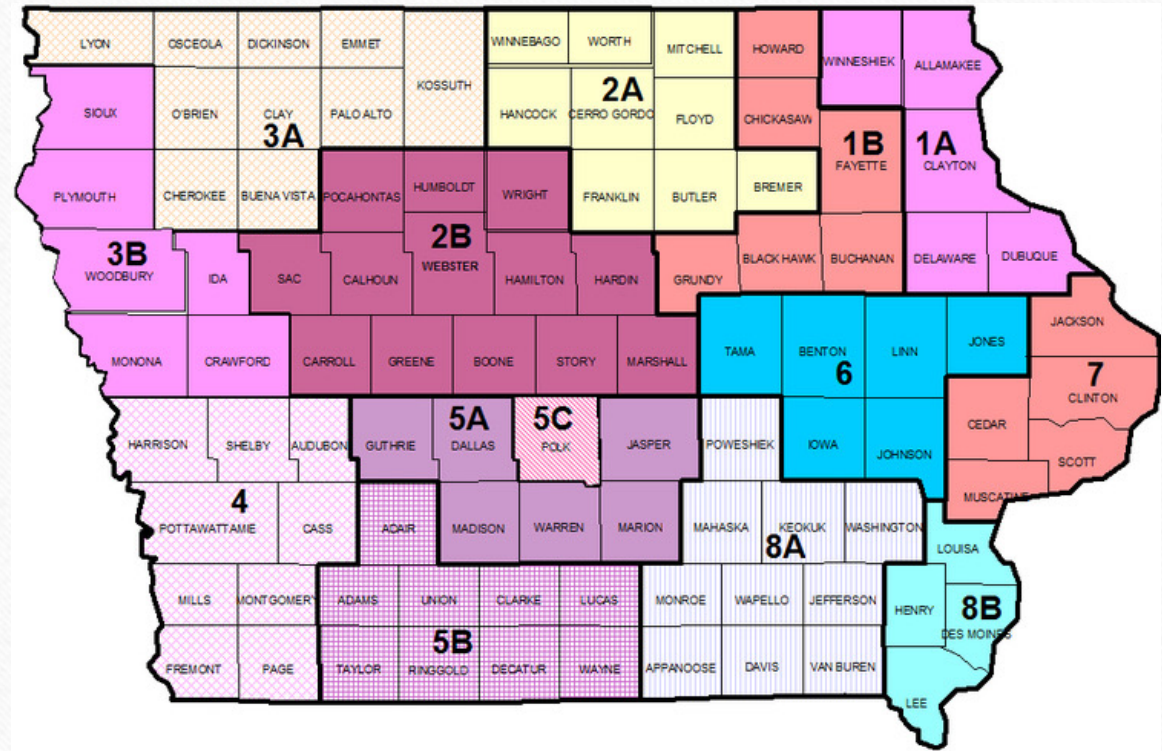 LYON
OSCEOLA
DICKINSON
EMMET
KOSSUTH
WINNEBAGO
WORTH
MITCHELL
HOWARD
WINNESHIEK
ALLAMAKEE
SIOUX
O'BRIEN
CLAY
PALO ALTO
3A
HANCOCK
2A
CERRO GORDO
FLOYD
CHICKASAW
1B
FAYETTE
1A
CLAYTON
PLYMOUTH
CHEROKEE
BUENA VISTA
POCAHONTAS
HUMBOLDT
WRIGHT
FRANKLIN
BUTLER
BREMER
3B
WOODBURY
IDA
SAC
CALHOUN
2B
WEBSTER
HAMILTON
HARDIN
GRUNDY
BLACK HAWK
BUCHANAN
DELAWARE
DUBUQUE
MONONA
CRAWFORD
CARROLL
GREENE
BOONE
STORY
MARSHALL
TAMA
BENTON
6
LINN
JONES
JACKSON
7
CLINTON
HARRISON
SHELBY
AUDUBON
GUTHRIE
5A
DALLAS
5C
POLK
JASPER
POWESHIEK
IOWA
JOHNSON
CEDAR
SCOTT
MUSCATINE
4
POTTAWATTAMIE
CASS
ADAIR
MADISON
WARREN
MARION
MAHASKA
KEOKUK
WASHINGTON
8A
LOUISA
MILLS
MONTGOMERY
ADAMS
UNION
CLARKE
LUCAS
MONROE
WAPELLO
JEFFERSON
HENRY
8B
DES MOINES
FREMONT
PAGE
TAYLOR
5B
RINGGOLD
DECATUR
WAYNE
APPANOOSE
DAVIS
VAN BUREN
LEE